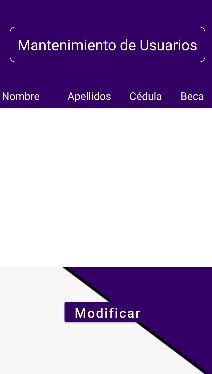 Mantenimiento de Usuarios
Nombre Apellidos Cédula Beca
Modificar